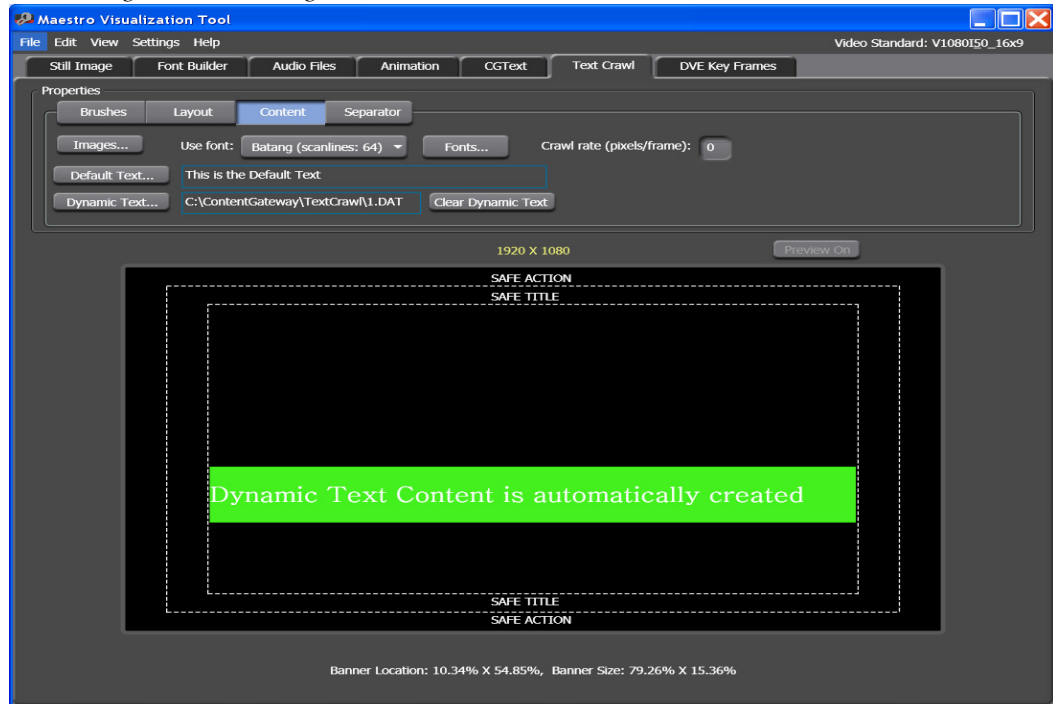 Maestro Visualization Tool
File Edit View Settings Help Video Standard: V1080I50_16x9
Still Image Font Builder Audio Files Animation CGText Text Crawl DVE Key Frames
Properties
Brushes Layout Content Separator
Images... Use font: Batang (scanlines: 64) Fonts... Crawl rate (pixels/frame): 0
Default Text... This is the Default Text
Dynamic Text... C:\ContentGateway\TextCrawl\1.DAT Clear Dynamic Text
1920 X 1080 Preview On
SAFE ACTION
SAFE TITLE
Dynamic Text Content is automatically created
SAFE TITLE
SAFE ACTION
Banner Location: 10.34% X 54.85%, Banner Size: 79.26% X 15.36%